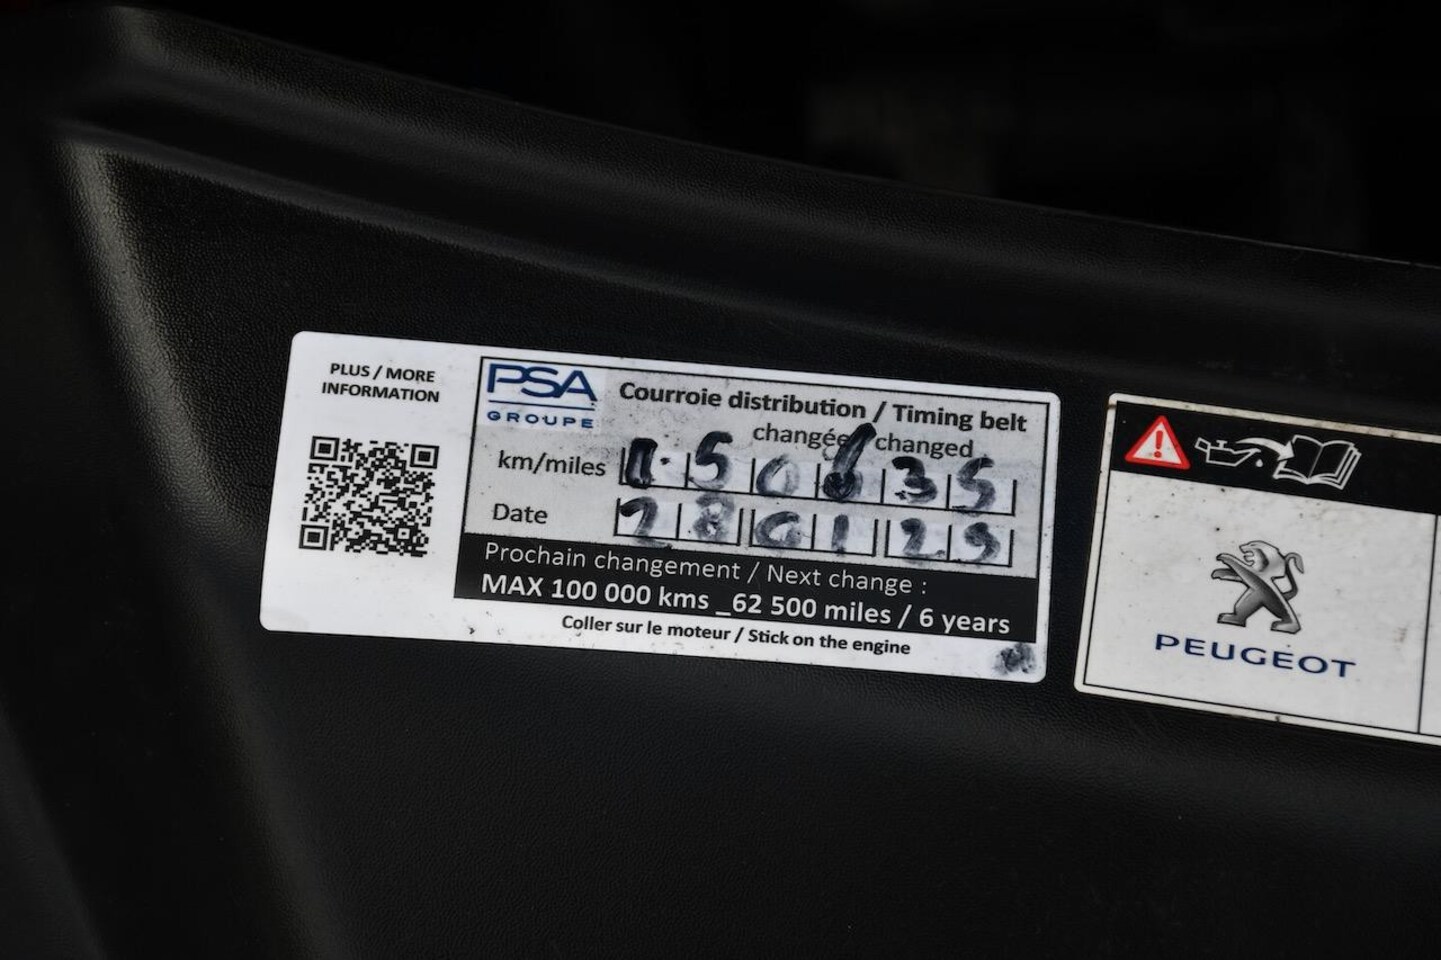 PLUS / MORE
INFORMATION
PSA
GROUPE
Courroie distribution / Timing belt
changée / changed
km/miles 150635
Date
Prochain changement / Next change :
MAX 100 000 kms _62 500 miles / 6 years
Coller sur le moteur / Stick on the engine
PEUGEOT